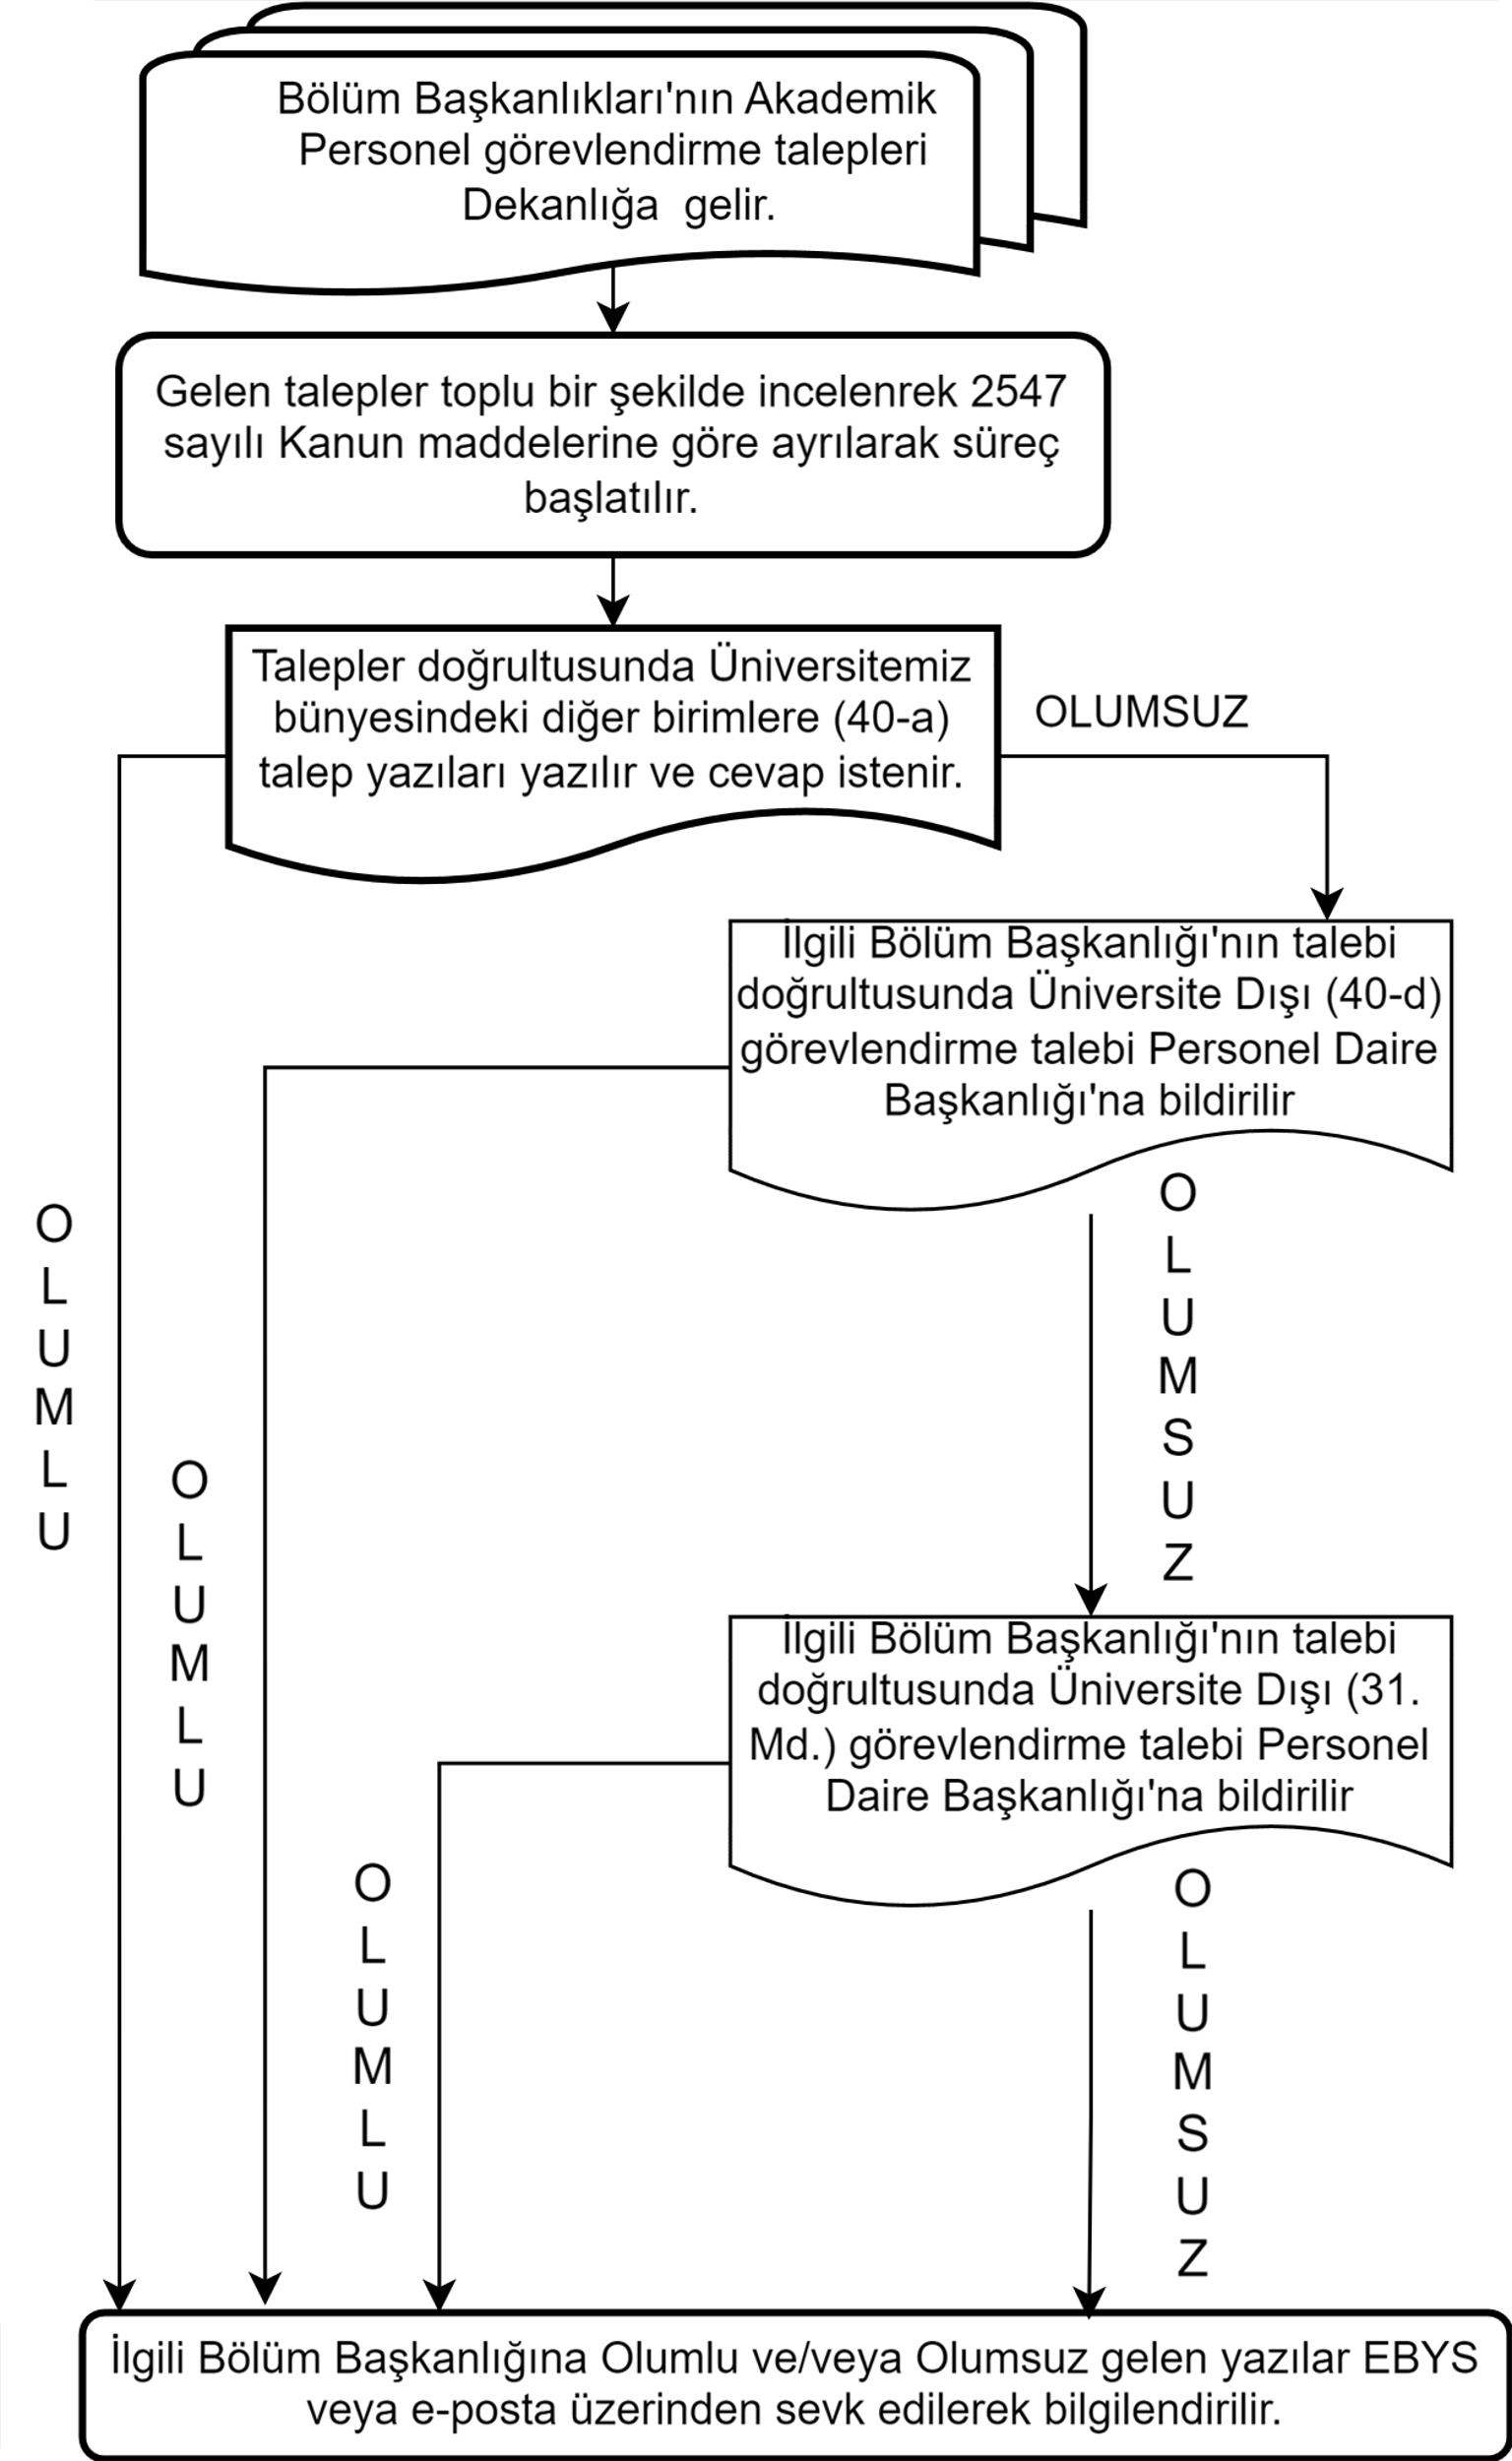 Bölüm Başkanlıkları'nın Akademik
Personel görevlendirme talepleri
Dekanlığa  gelir.
Gelen talepler toplu bir şekilde incelenrek 2547
sayılı Kanun maddelerine göre ayrılarak süreç
başlatılır.
Talepler doğrultusunda Üniversitemiz
bünyesindeki diğer birimlere (40-a)
talep yazıları yazılır ve cevap istenir.
OLUMSUZ
İlgili Bölüm Başkanlığı'nın talebi
doğrultusunda Üniversite Dışı (40-d)
görevlendirme talebi Personel Daire
Başkanlığı'na bildirilir
O
L
U
M
L
U
O
L
U
M
S
U
Z
O
L
U
M
L
U
İlgili Bölüm Başkanlığı'nın talebi
doğrultusunda Üniversite Dışı (31.
Md.) görevlendirme talebi Personel
Daire Başkanlığı'na bildirilir
O
L
U
M
L
U
O
L
U
M
S
U
Z
İlgili Bölüm Başkanlığına Olumlu ve/veya Olumsuz gelen yazılar EBYS
veya e-posta üzerinden sevk edilerek bilgilendirilir.